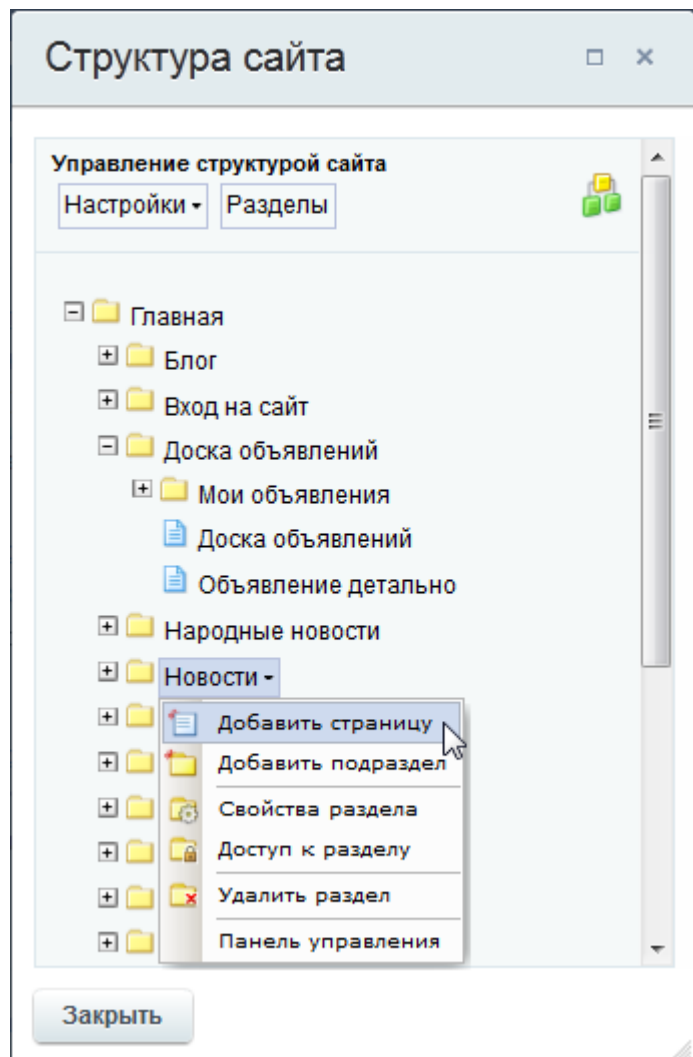 Структура сайта
Управление структурой сайта
Настройки Разделы
Главная
Блог
Вход на сайт
Доска объявлений
Мои объявления
Доска объявлений
Объявление детально
Народные новости
Новости
Добавить страницу
Добавить подраздел
Свойства раздела
Доступ к разделу
Удалить раздел
Панель управления
Закрыть